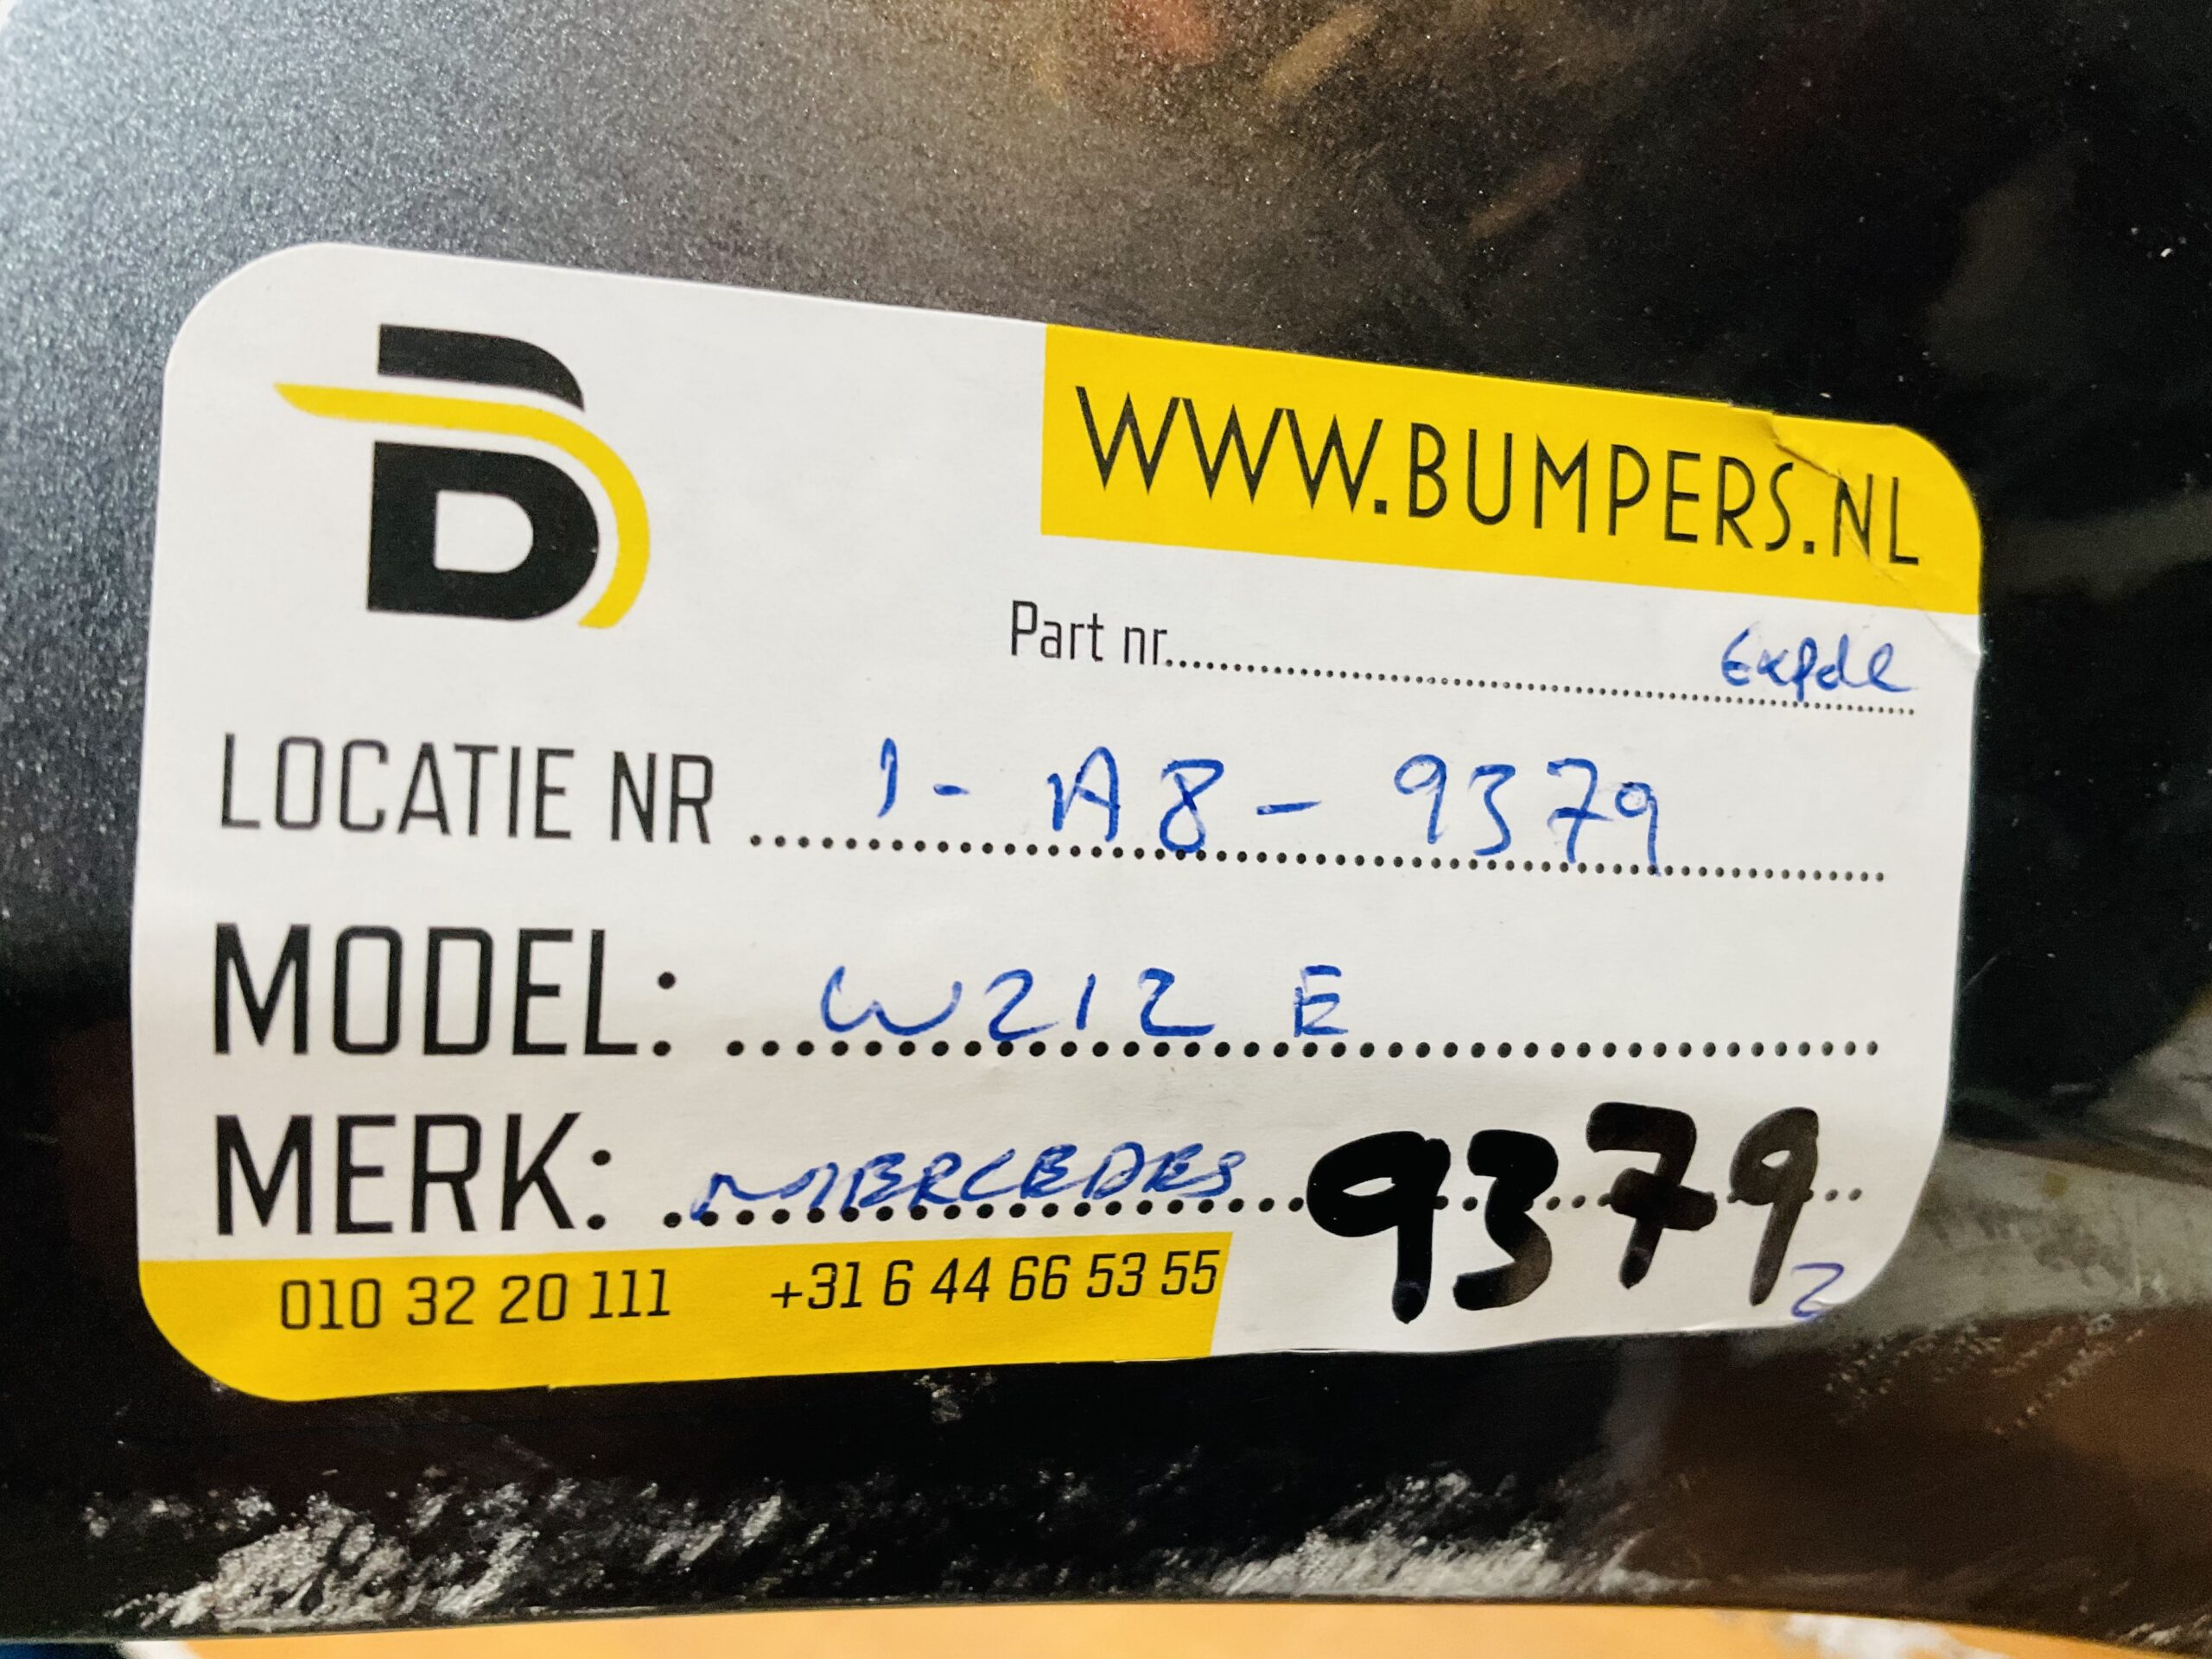 B
WWW.BUMPERS.NL
Part nr..........
LOCATIE NR .......... 1- A8 - 9379
MODEL: .......... W212 E
MERK: .......... MERCEDES 9379
2
010 32 20 111 +31 6 44 66 53 55